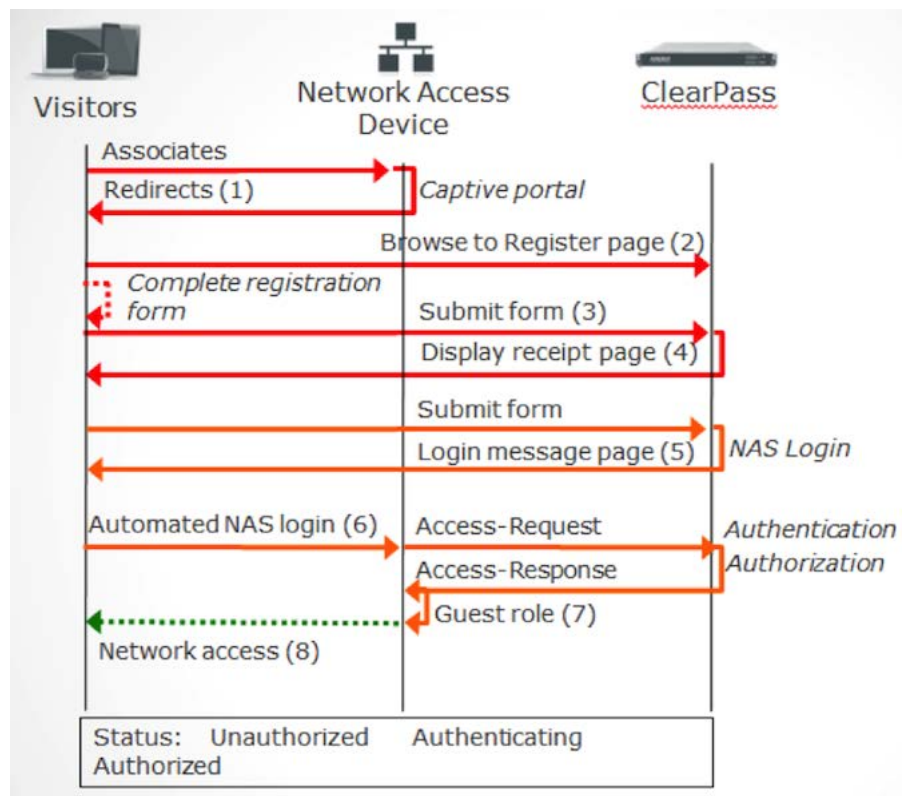 Visitors
Network Access
Device
ClearPass
Associates
Redirects (1)
Captive portal
Browse to Register page (2)
Complete registration
form
Submit form (3)
Display receipt page (4)
Submit form
Login message page (5)
NAS Login
Automated NAS login (6)
Access-Request
Authentication
Access-Response
Authorization
Guest role (7)
Network access (8)
Status: Unauthorized Authenticating
Authorized